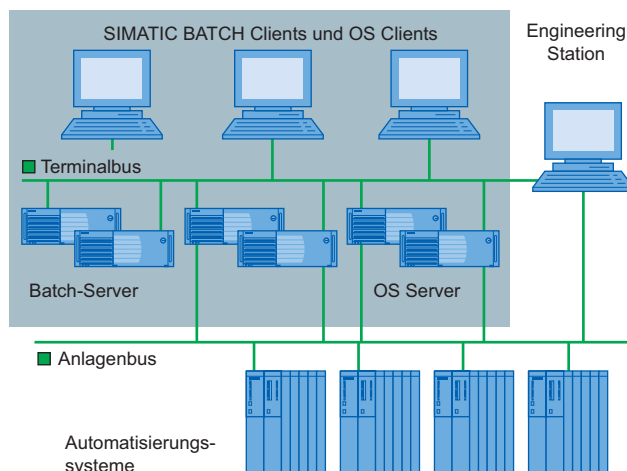 SIMATIC BATCH Clients und OS Clients
Engineering
Station
Terminalbus
Batch-Server
OS Server
Anlagenbus
Automatisierungs-
systeme